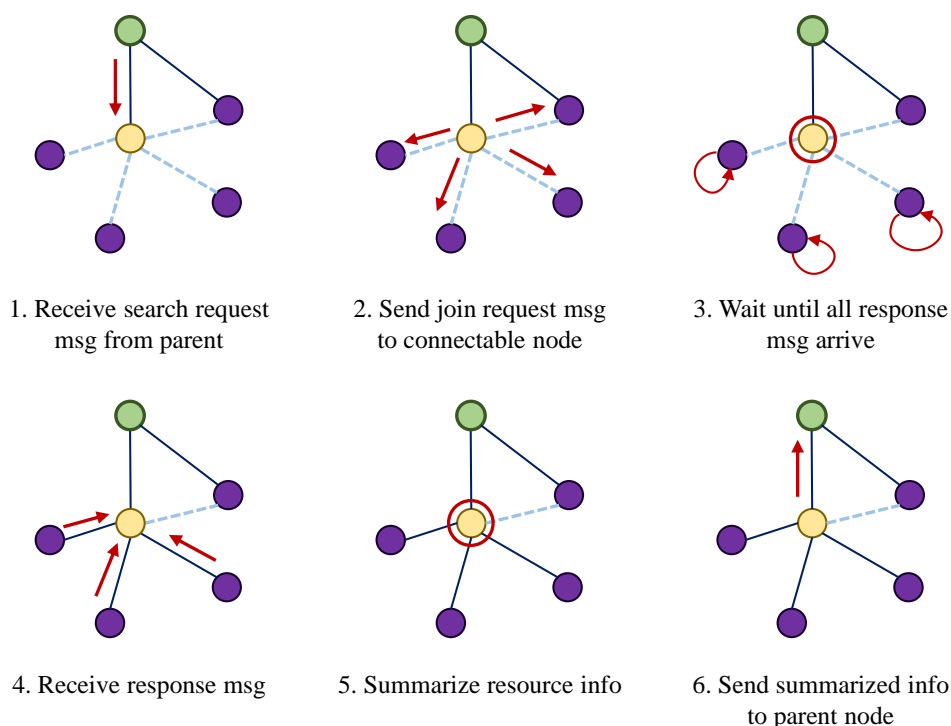 1. Receive search request
msg from parent
2. Send join request msg
to connectable node
3. Wait until all response
msg arrive
4. Receive response msg
5. Summarize resource info
6. Send summarized info
to parent node